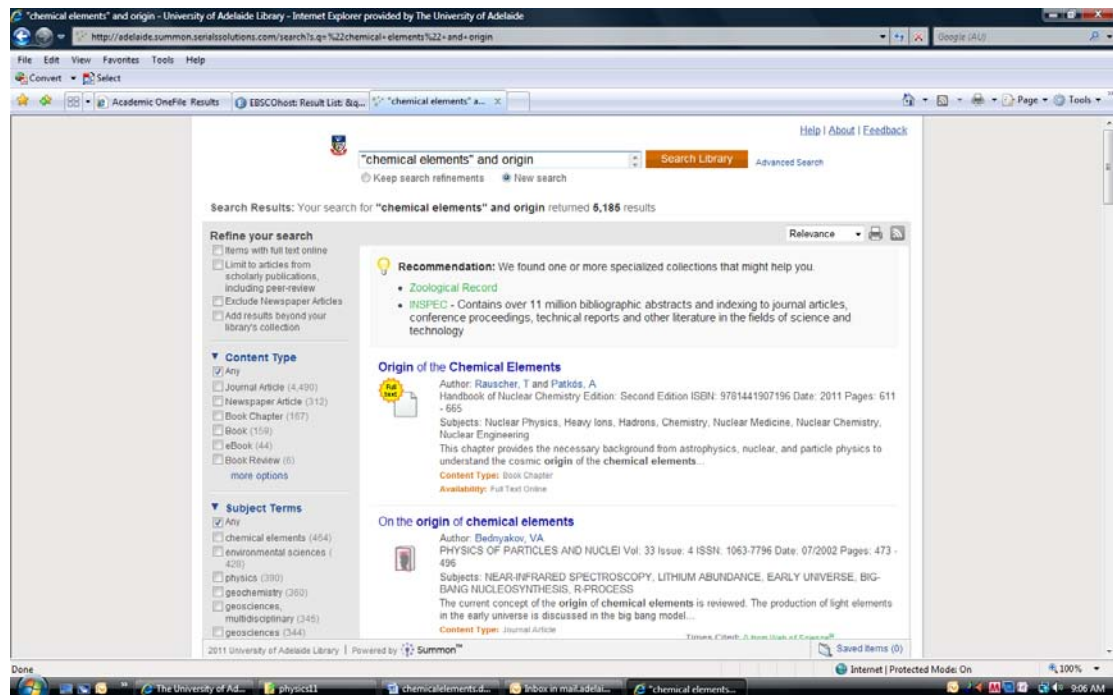 "chemical elements" and origin - University of Adelaide Library - Internet Explorer provided by The University of Adelaide
http://adelaide.summon.serialssolutions.com/search?s.q=%22chemical+elements%22+and+origin
Google (AU)
File Edit View Favorites Tools Help
Convert Select
Academic OneFile Results
EBSCOhost: Result List: &q...
"chemical elements" a...
Page Tools
Help | About | Feedback
"chemical elements" and origin
Search Library
Advanced Search
Keep search refinements New search
Search Results: Your search for "chemical elements" and origin returned 5,185 results
Refine your search
Items with full text online
Limit to articles from
scholarly publications,
including peer-review
Exclude Newspaper Articles
Add results beyond your
library's collection
Content Type
Any
Journal Article (4,490)
Newspaper Article (312)
Book Chapter (167)
Book (159)
eBook (44)
Book Review (6)
more options
Subject Terms
Any
chemical elements (464)
environmental sciences (
428)
physics (390)
geochemistry (360)
geosciences,
multidisciplinary (345)
geosciences (344)
Relevance
Recommendation: We found one or more specialized collections that might help you.
• Zoological Record
• INSPEC - Contains over 11 million bibliographic abstracts and indexing to journal articles,
conference proceedings, technical reports and other literature in the fields of science and
technology
Origin of the Chemical Elements
Full
text
Author: Rauscher, T and Patkós, A
Handbook of Nuclear Chemistry Edition: Second Edition ISBN: 9781441907196 Date: 2011 Pages: 611
- 665
Subjects: Nuclear Physics, Heavy Ions, Hadrons, Chemistry, Nuclear Medicine, Nuclear Chemistry,
Nuclear Engineering
This chapter provides the necessary background from astrophysics, nuclear, and particle physics to
understand the cosmic origin of the chemical elements...
Content Type: Book Chapter
Availability: Full Text Online
On the origin of chemical elements
Author: Bednyakov, VA
PHYSICS OF PARTICLES AND NUCLEI Vol: 33 Issue: 4 ISSN: 1063-7796 Date: 07/2002 Pages: 473 -
496
Subjects: NEAR-INFRARED SPECTROSCOPY, LITHIUM ABUNDANCE, EARLY UNIVERSE, BIG-
BANG NUCLEOSYNTHESIS, R-PROCESS
The current concept of the origin of chemical elements is reviewed. The production of light elements
in the early universe is discussed in the big bang model...
Content Type: Journal Article
Times Cited:
2011 University of Adelaide Library | Powered by Summon™
Saved Items (0)
Done
Internet | Protected Mode: On
100%
The University of Ad...
physics11
chemicalelements.d...
Inbox in mail.adelai...
"chemical elements...
9:06 AM